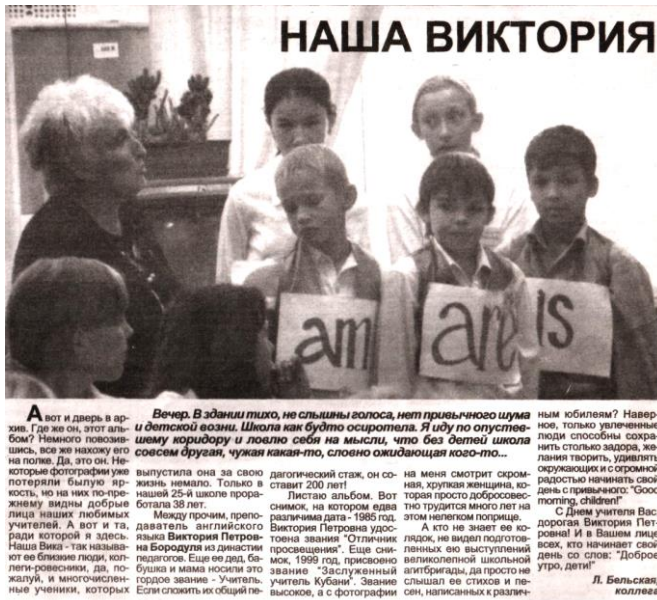 НАША ВИКТОРИЯ
am
are
is
Вечер. В здании тихо, не слышны голоса, нет привычного шума
и детской возни. Школа как будто осиротела. Я иду по опустев-
шему коридору и ловлю себя на мысли, что без детей школа
совсем другая, чужая какая-то, словно ожидающая кого-то...
А вот и дверь в ар-
хив. Где же он, этот аль-
бом? Немного повозив-
шись, все же нахожу его
на полке. Да, это он. Не-
которые фотографии уже
потеряли былую яр-
кость, но на них по-пре-
жнему видны добрые
лица наших любимых
учителей. А вот и та,
ради которой я здесь.
Наша Вика - так называ-
ют ее близкие люди, кол-
леги-ровесники, да, по-
жалуй, и многочислен-
ные ученики, которых
выпустила она за свою
жизнь немало. Только в
нашей 25-й школе прора-
ботала 38 лет.
Между прочим, препо-
даватель английского
языка Виктория Петров-
на Бородуля из династии
педагогов. Еще ее дед, ба-
бушка и мама носили это
гордое звание - Учитель.
Если сложить их общий пе-
дагогический стаж, он со-
ставит 200 лет!
Листаю альбом. Вот
снимок, на котором едва
различима дата - 1985 год.
Виктория Петровна удос-
тоена звания "Отличник
просвещения". Еще сни-
мок, 1999 год, присвоено
звание "Заслуженный
учитель Кубани". Звание
высокое, а с фотографии
на меня смотрит скром-
ная, хрупкая женщина, ко-
торая просто добросовес-
тно трудится много лет на
этом нелегком поприще.
А кто не знает ее ко-
лядок, не видел подготов-
ленных ею выступлений
великолепной школьной
агитбригады, да просто не
слышал ее стихов и пе-
сен, написанных к различ-
ным юбилеям? Навер-
ное, только увлеченные
люди способны сохра-
нить столько задора, же-
лания творить, удивлять
окружающих и с огромной
радостью начинать свой
день с привычного: "Good
morning, children!"
С Днем учителя Вас,
дорогая Виктория Пет-
ровна! И в Вашем лице
всех, кто начинает свой
день со слов: "Доброе
утро, дети!"
Л. Бельская,
коллега